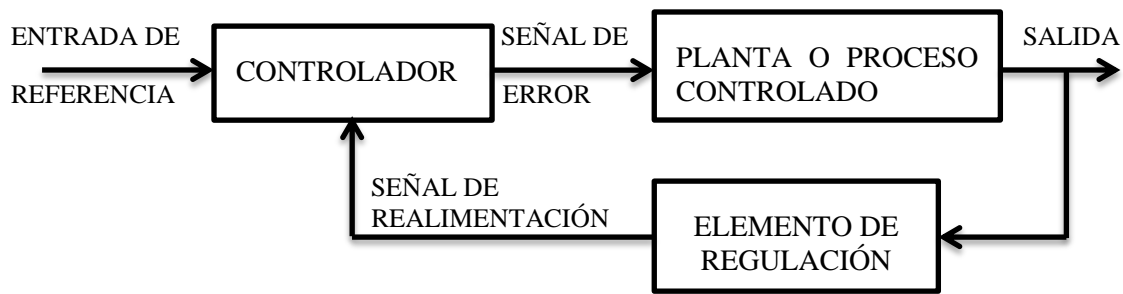 ENTRADA DE
REFERENCIA
CONTROLADOR
SEÑAL DE
ERROR
PLANTA O PROCESO
CONTROLADO
SALIDA
SEÑAL DE
REALIMENTACIÓN
ELEMENTO DE
REGULACIÓN